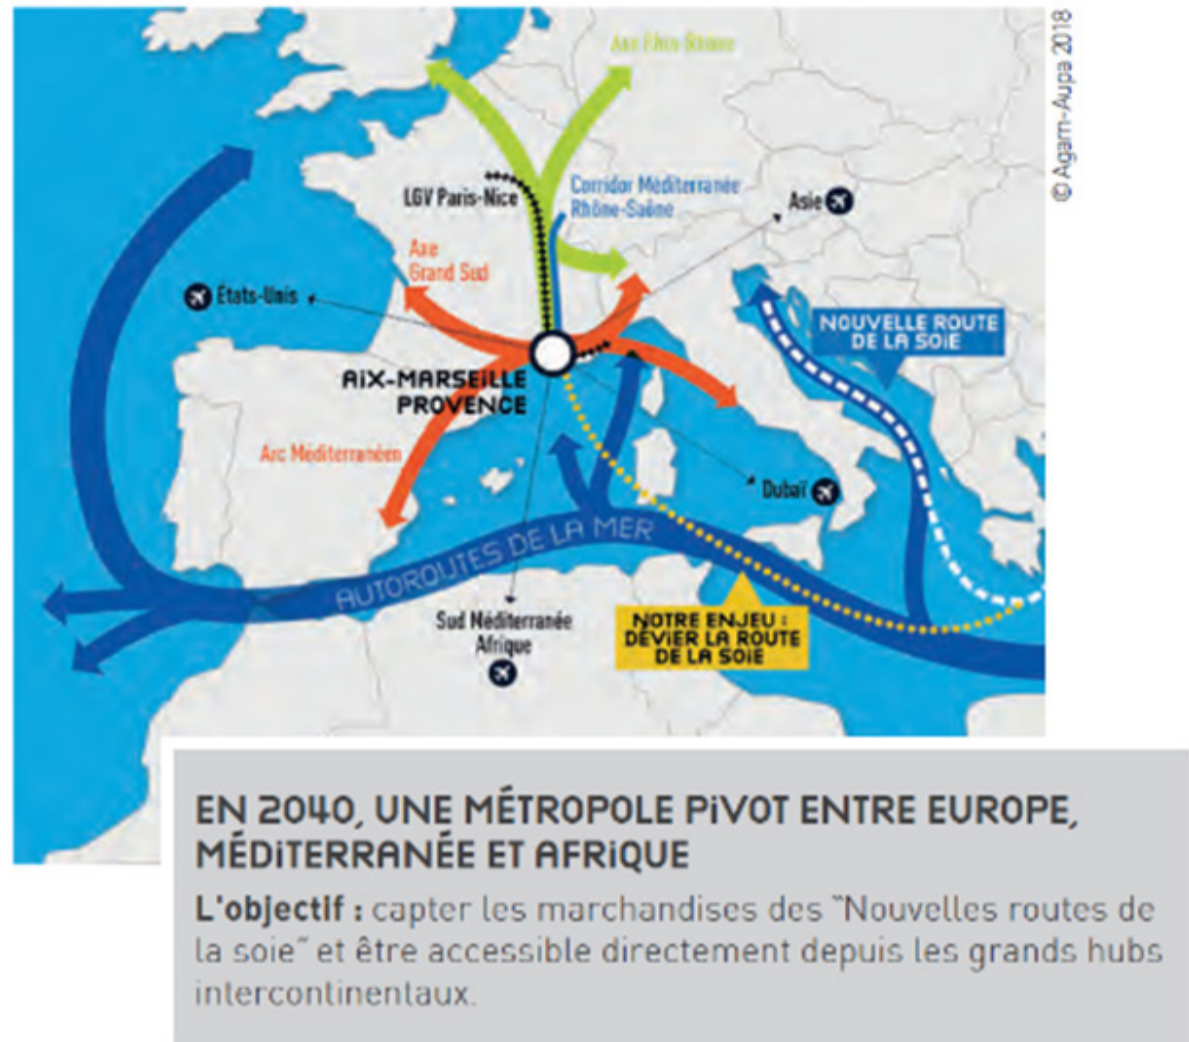 © Agam-Aupa 2018
Axe Rhin-Rhône
LGV Paris-Nice
Corridor Méditerranée
Rhône-Saône
Asie
Axe
Grand Sud
États-Unis
NOUVELLE ROUTE
DE LA SOiE
AiX-MARSEiLLE
PROVENCE
Arc Méditerranéen
Dubaï
AUTOROUTES DE LA MER
Sud Méditerranée
Afrique
NOTRE ENJEU :
DÉViER LA ROUTE
DE LA SOiE
EN 2040, UNE MÉTROPOLE PiVOT ENTRE EUROPE,
MÉDiTERRANÉE ET AFRiQUE
L'objectif : capter les marchandises des "Nouvelles routes de
la soie" et être accessible directement depuis les grands hubs
intercontinentaux.